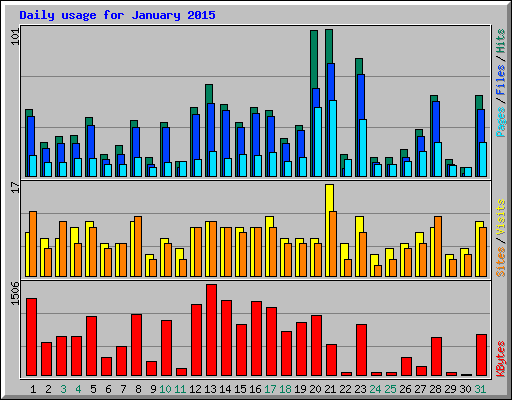 Daily usage for January 2015
101
Pages / Files / Hits
17
Sites / Visits
1506
KBytes
1 2 3 4 5 6 7 8 9 10 11 12 13 14 15 16 17 18 19 20 21 22 23 24 25 26 27 28 29 30 31